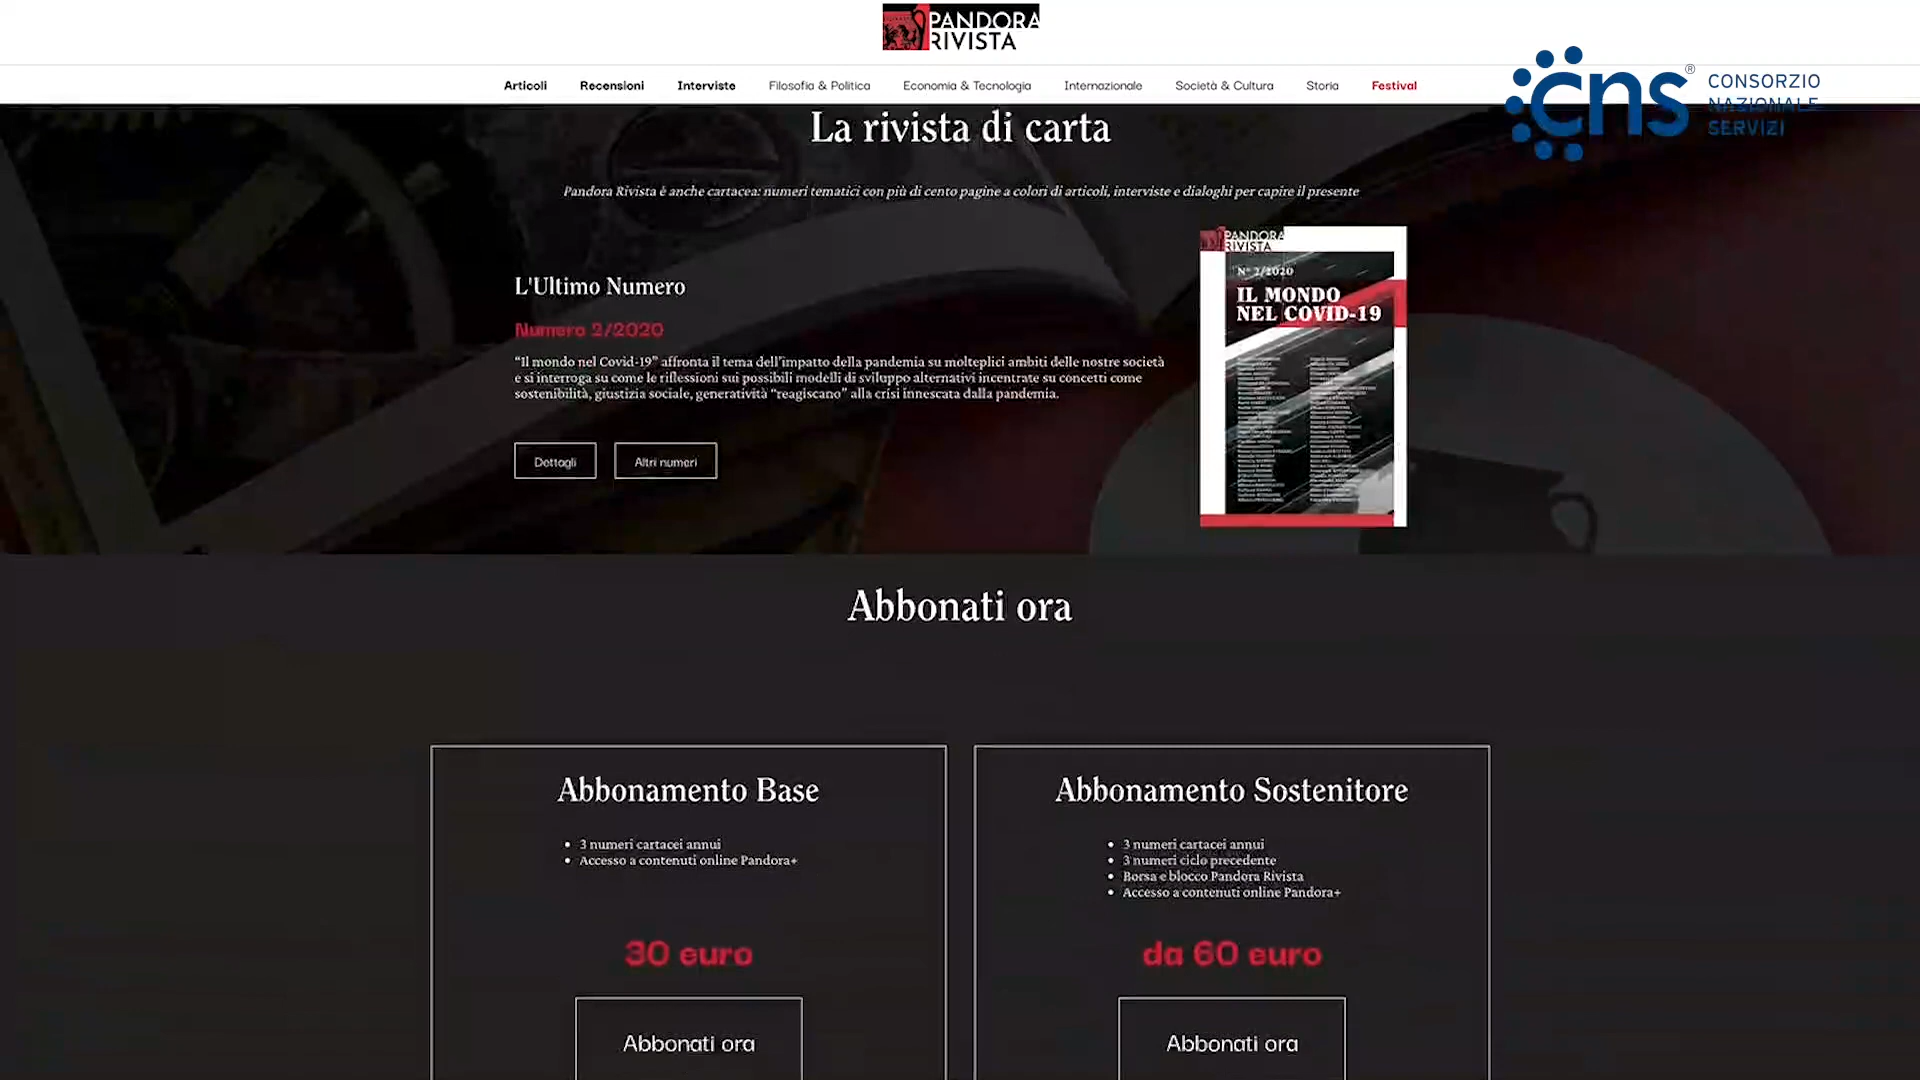 PANDORA
RIVISTA
cns®
CONSORZIO
NAZIONALE
SERVIZI
Articoli Recensioni Interviste Filosofia & Politica Economia & Tecnologia Internazionale Società & Cultura Storia Festival
La rivista di carta
Pandora Rivista è anche cartacea: numeri tematici con più di cento pagine a colori di articoli, interviste e dialoghi per capire il presente
L'Ultimo Numero
Numero 2/2020
“Il mondo nel Covid-19” affronta il tema dell’impatto della pandemia su molteplici ambiti delle nostre società
e si interroga su come le riflessioni sui possibili modelli di sviluppo alternativi incentrate su concetti come
sostenibilità, giustizia sociale, generatività “reagiscano” alla crisi innescata dalla pandemia.
Dettagli
Altri numeri
PANDORA
RIVISTA
N° 2/2020
IL MONDO
NEL COVID-19
Abbonati ora
Abbonamento Base
• 3 numeri cartacei annui
• Accesso a contenuti online Pandora+
30 euro
Abbonati ora
Abbonamento Sostenitore
• 3 numeri cartacei annui
• 3 numeri ciclo precedente
• Borsa e blocco Pandora Rivista
• Accesso a contenuti online Pandora+
da 60 euro
Abbonati ora